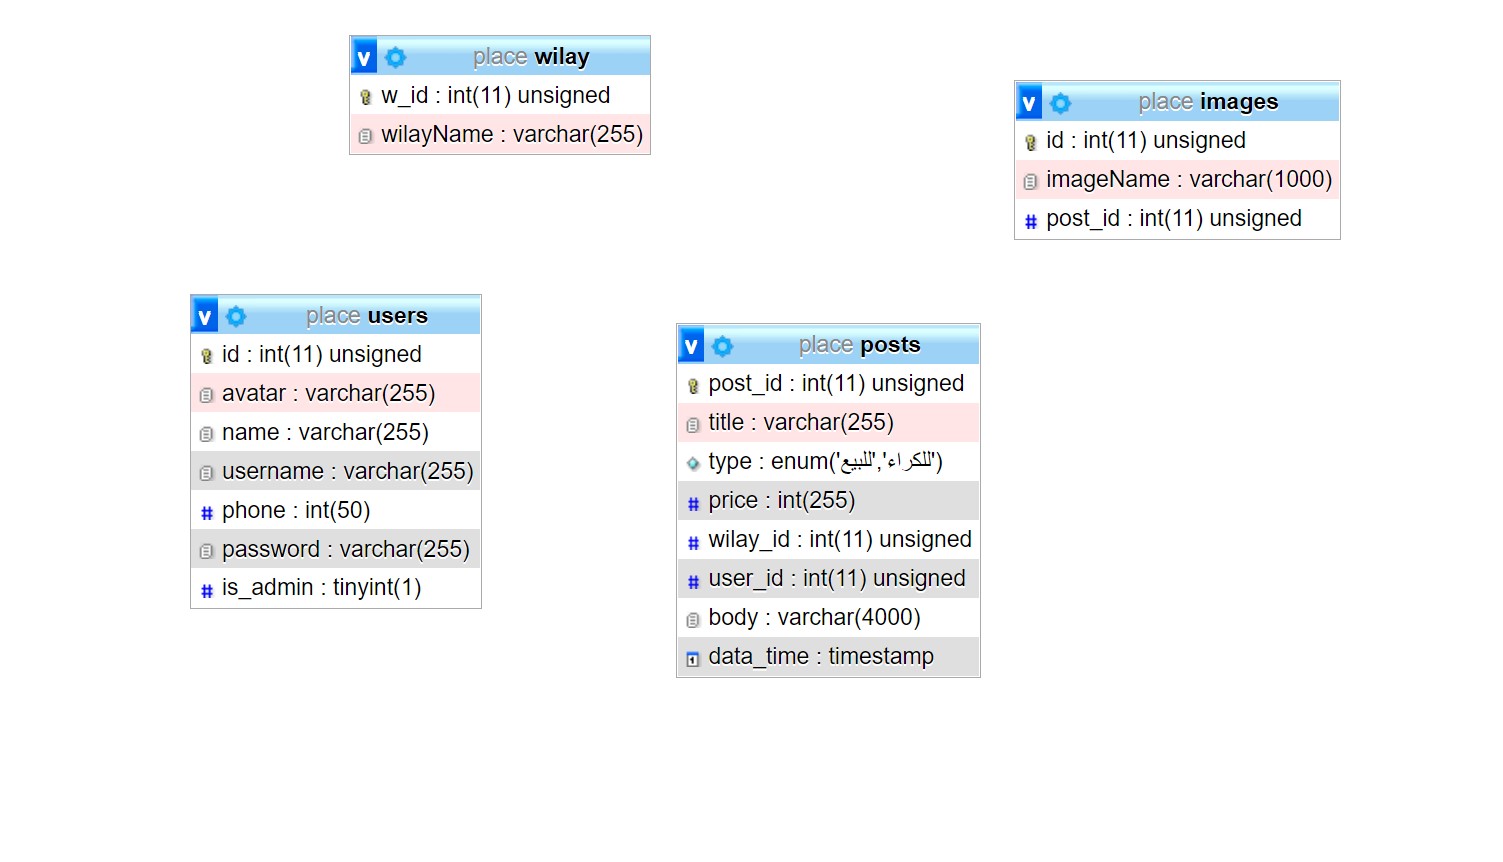 v place wilay
w_id : int(11) unsigned
wilayName : varchar(255)
v place images
id : int(11) unsigned
imageName : varchar(1000)
# post_id : int(11) unsigned
v place users
id : int(11) unsigned
avatar : varchar(255)
name : varchar(255)
username : varchar(255)
# phone : int(50)
password : varchar(255)
# is_admin : tinyint(1)
v place posts
post_id : int(11) unsigned
title : varchar(255)
type : enum('للبيع','للكراء')
# price : int(255)
# wilay_id : int(11) unsigned
# user_id : int(11) unsigned
body : varchar(4000)
data_time : timestamp